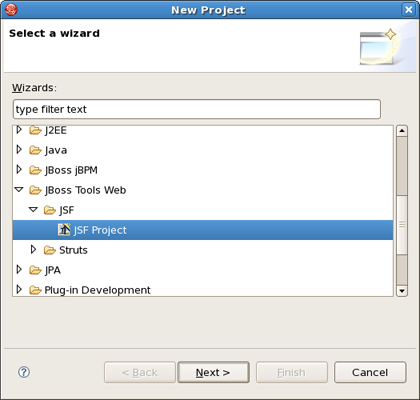 New Project
Select a wizard
Wizards:
type filter text
J2EE
Java
JBoss jBPM
JBoss Tools Web
JSF
JSF Project
Struts
JPA
Plug-in Development
?
< Back
Next >
Finish
Cancel